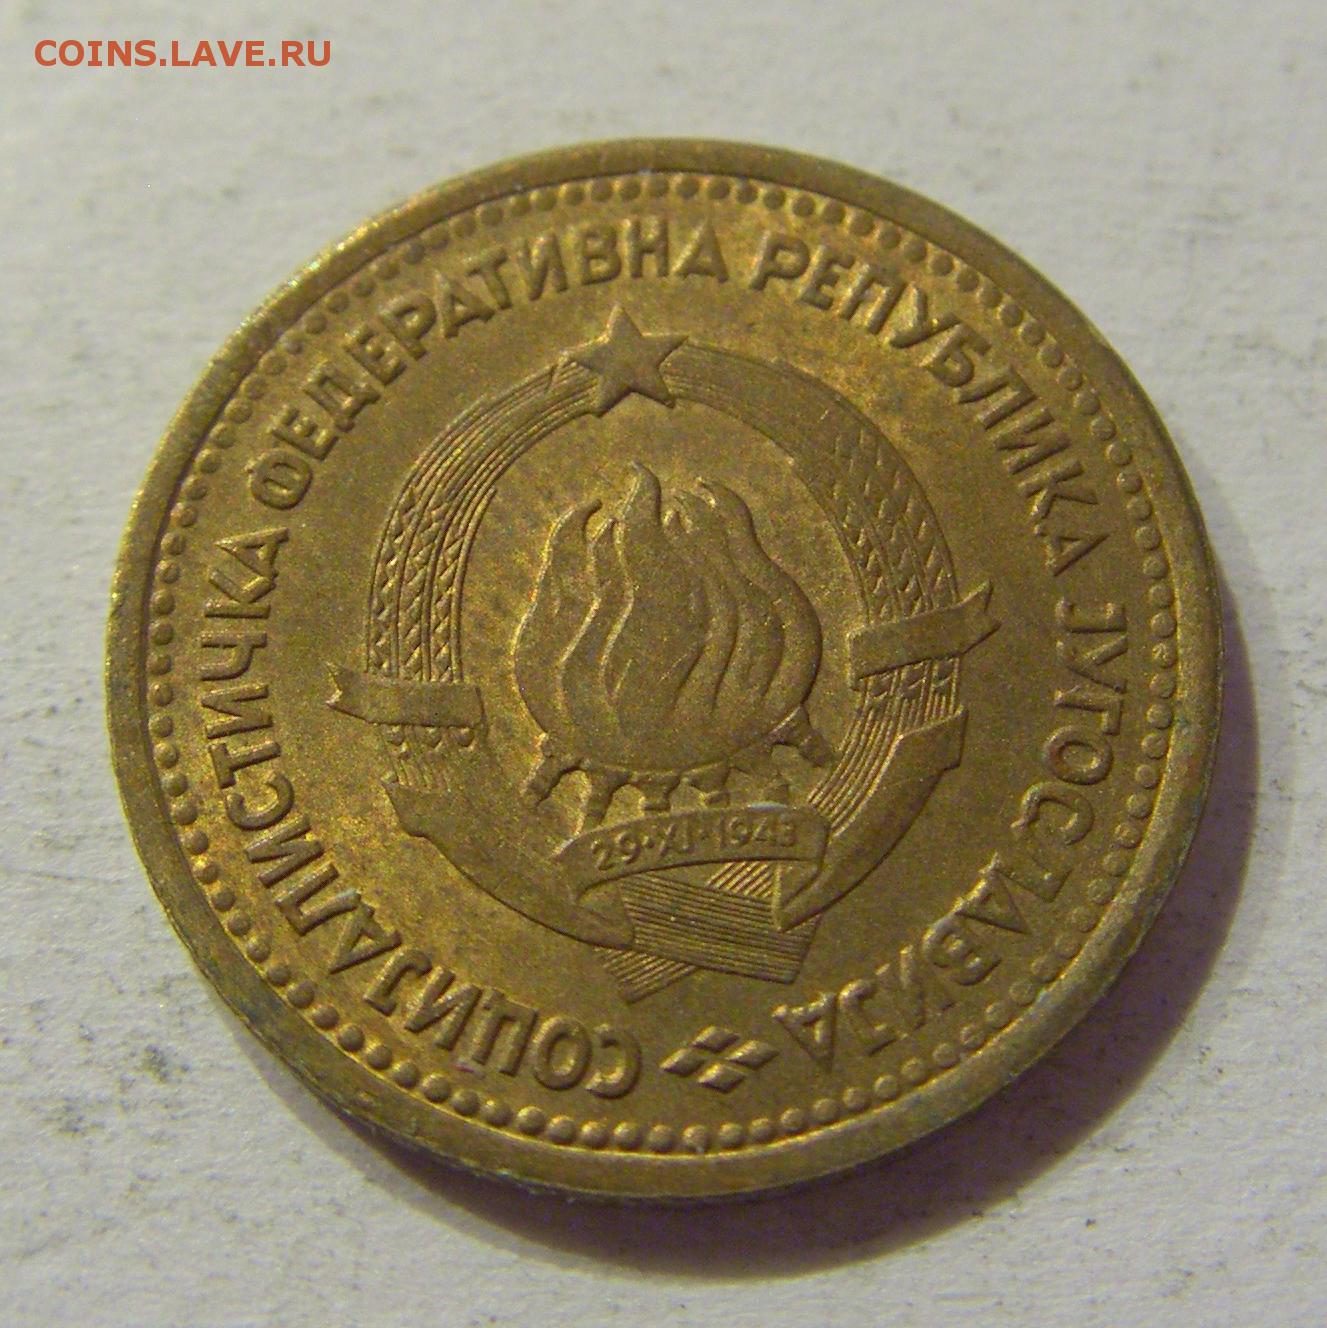 COINS.LAVE.RU
СОЦИЈАЛИСТИЧКА ФЕДЕРАТИВНА РЕПУБЛИКА ЈУГОСЛАВИЈА
29·XI·1943